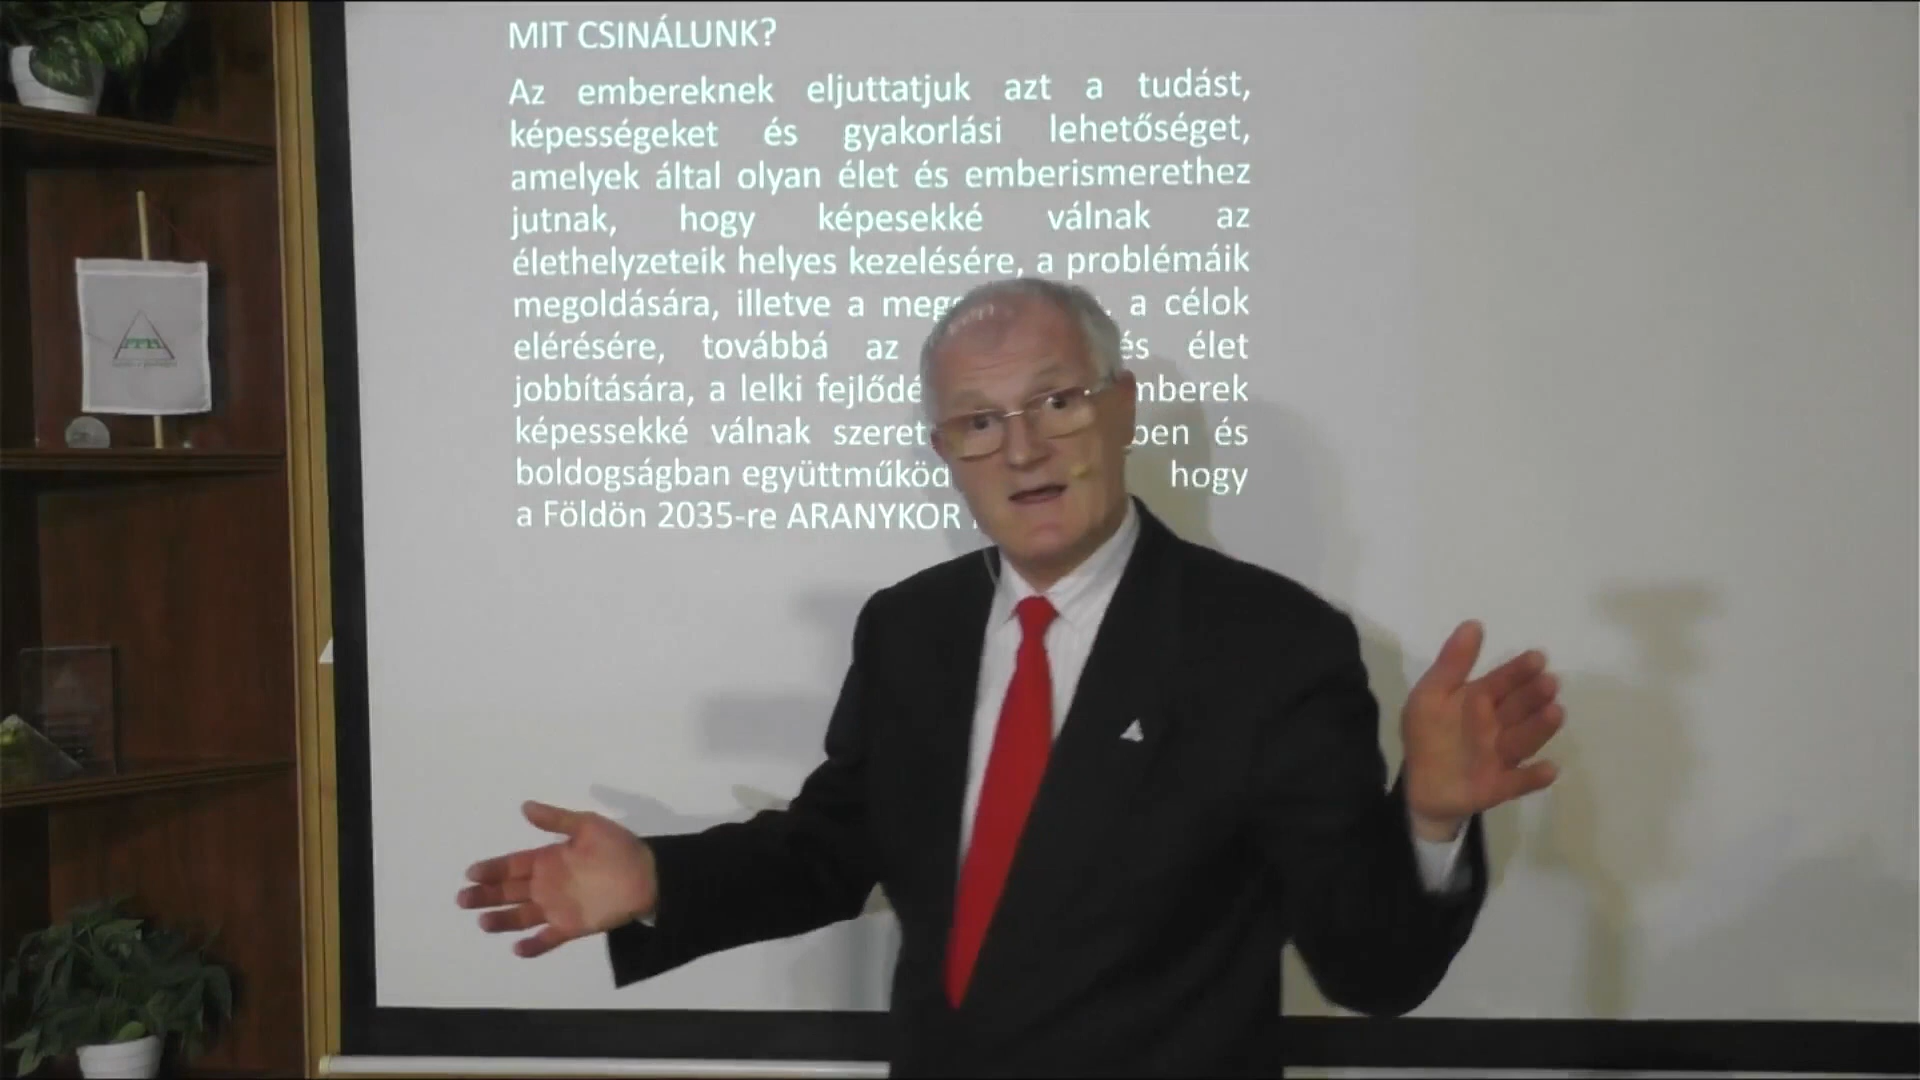 MIT CSINÁLUNK?
Az embereknek eljuttatjuk azt a tudást,
képességeket és gyakorlási lehetőséget,
amelyek által olyan élet és emberismerethez
jutnak, hogy képesekké válnak az
élethelyzeteik helyes kezelésére, a problémáik
megoldására, illetve a a célok
elérésére, továbbá az és élet
jobbítására, a lelki
képessekké válnak és
boldogságban hogy
a Földön 2035-re ARANYKOR